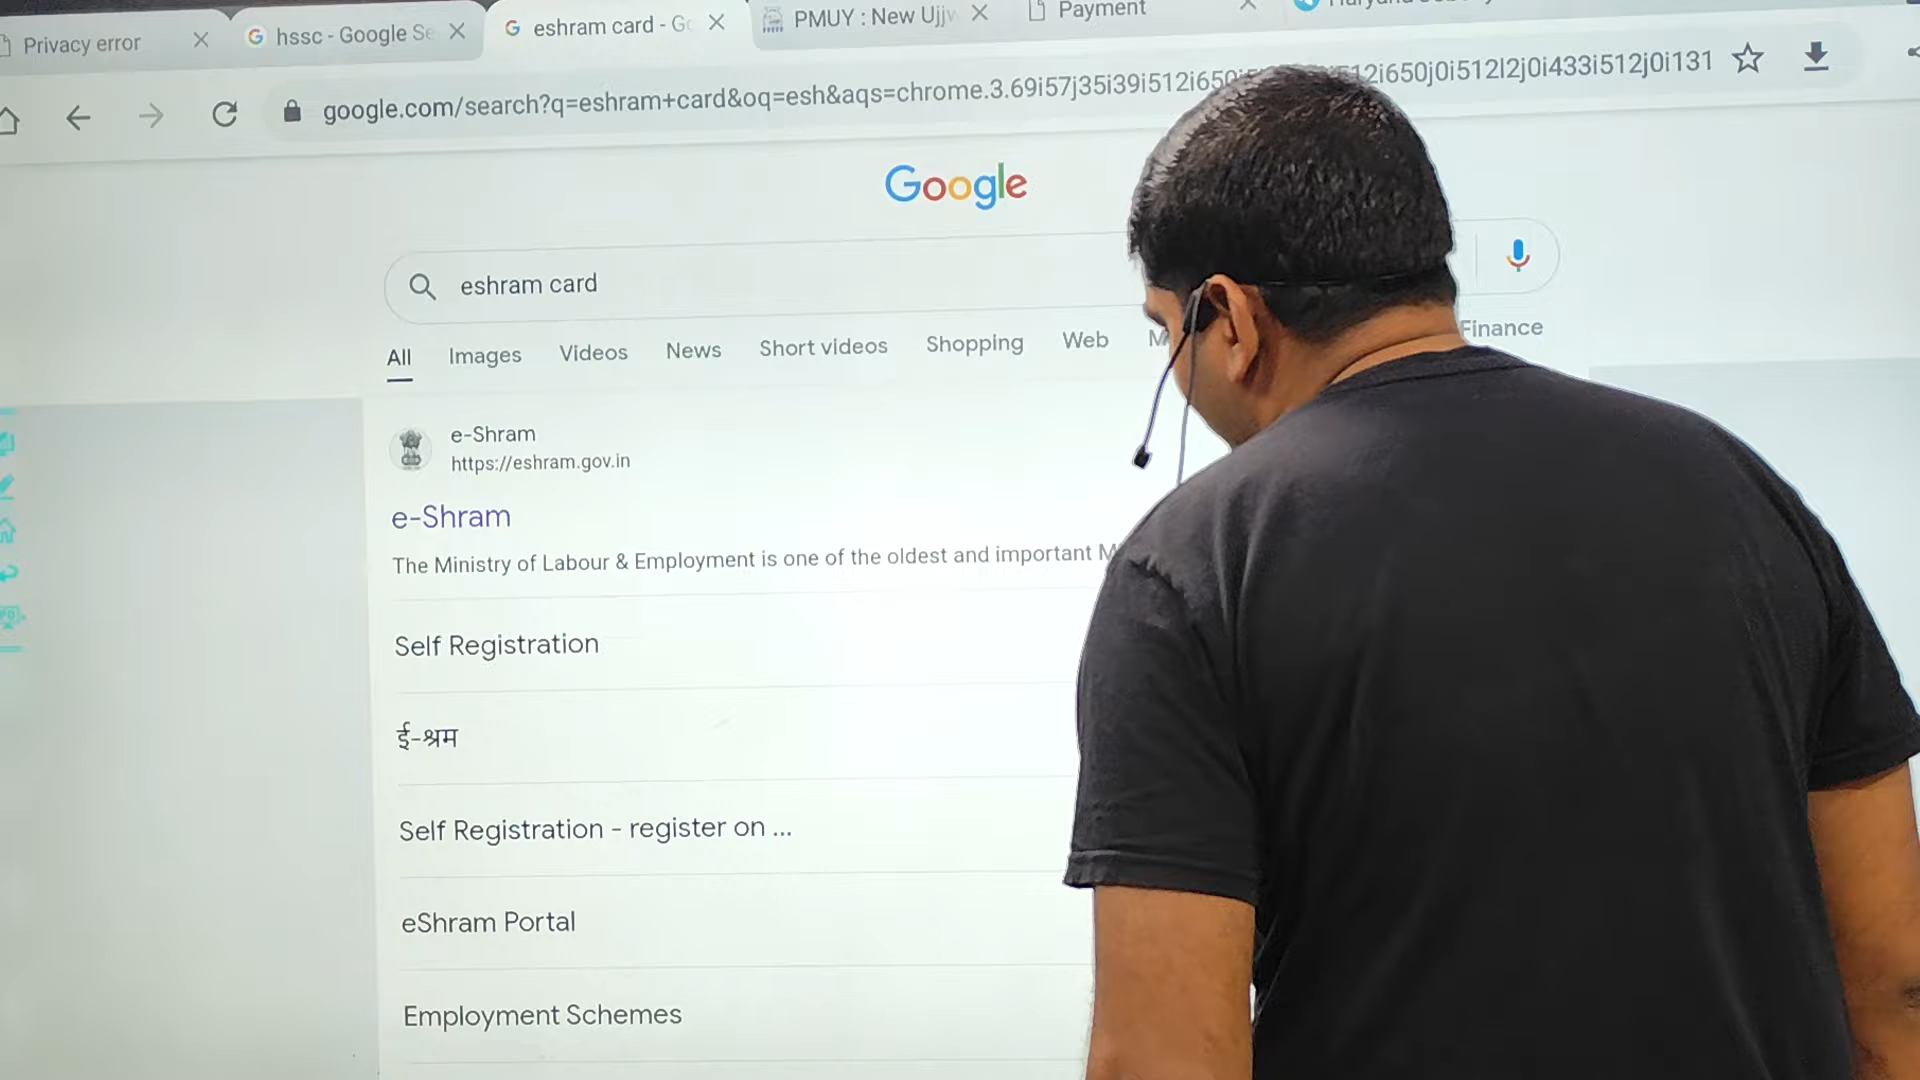 Privacy error
hssc - Google Se
eshram card - Go
PMUY : New Ujjv
Payment
google.com/search?q=eshram+card&oq=esh&aqs=chrome.3.69i57j35i39i512i650 12i650j0i512l2j0i433i512j0i131
Google
eshram card
All Images Videos News Short videos Shopping Web Finance
e-Shram
https://eshram.gov.in
e-Shram
The Ministry of Labour & Employment is one of the oldest and important M
Self Registration
ई-श्रम
Self Registration - register on ...
eShram Portal
Employment Schemes